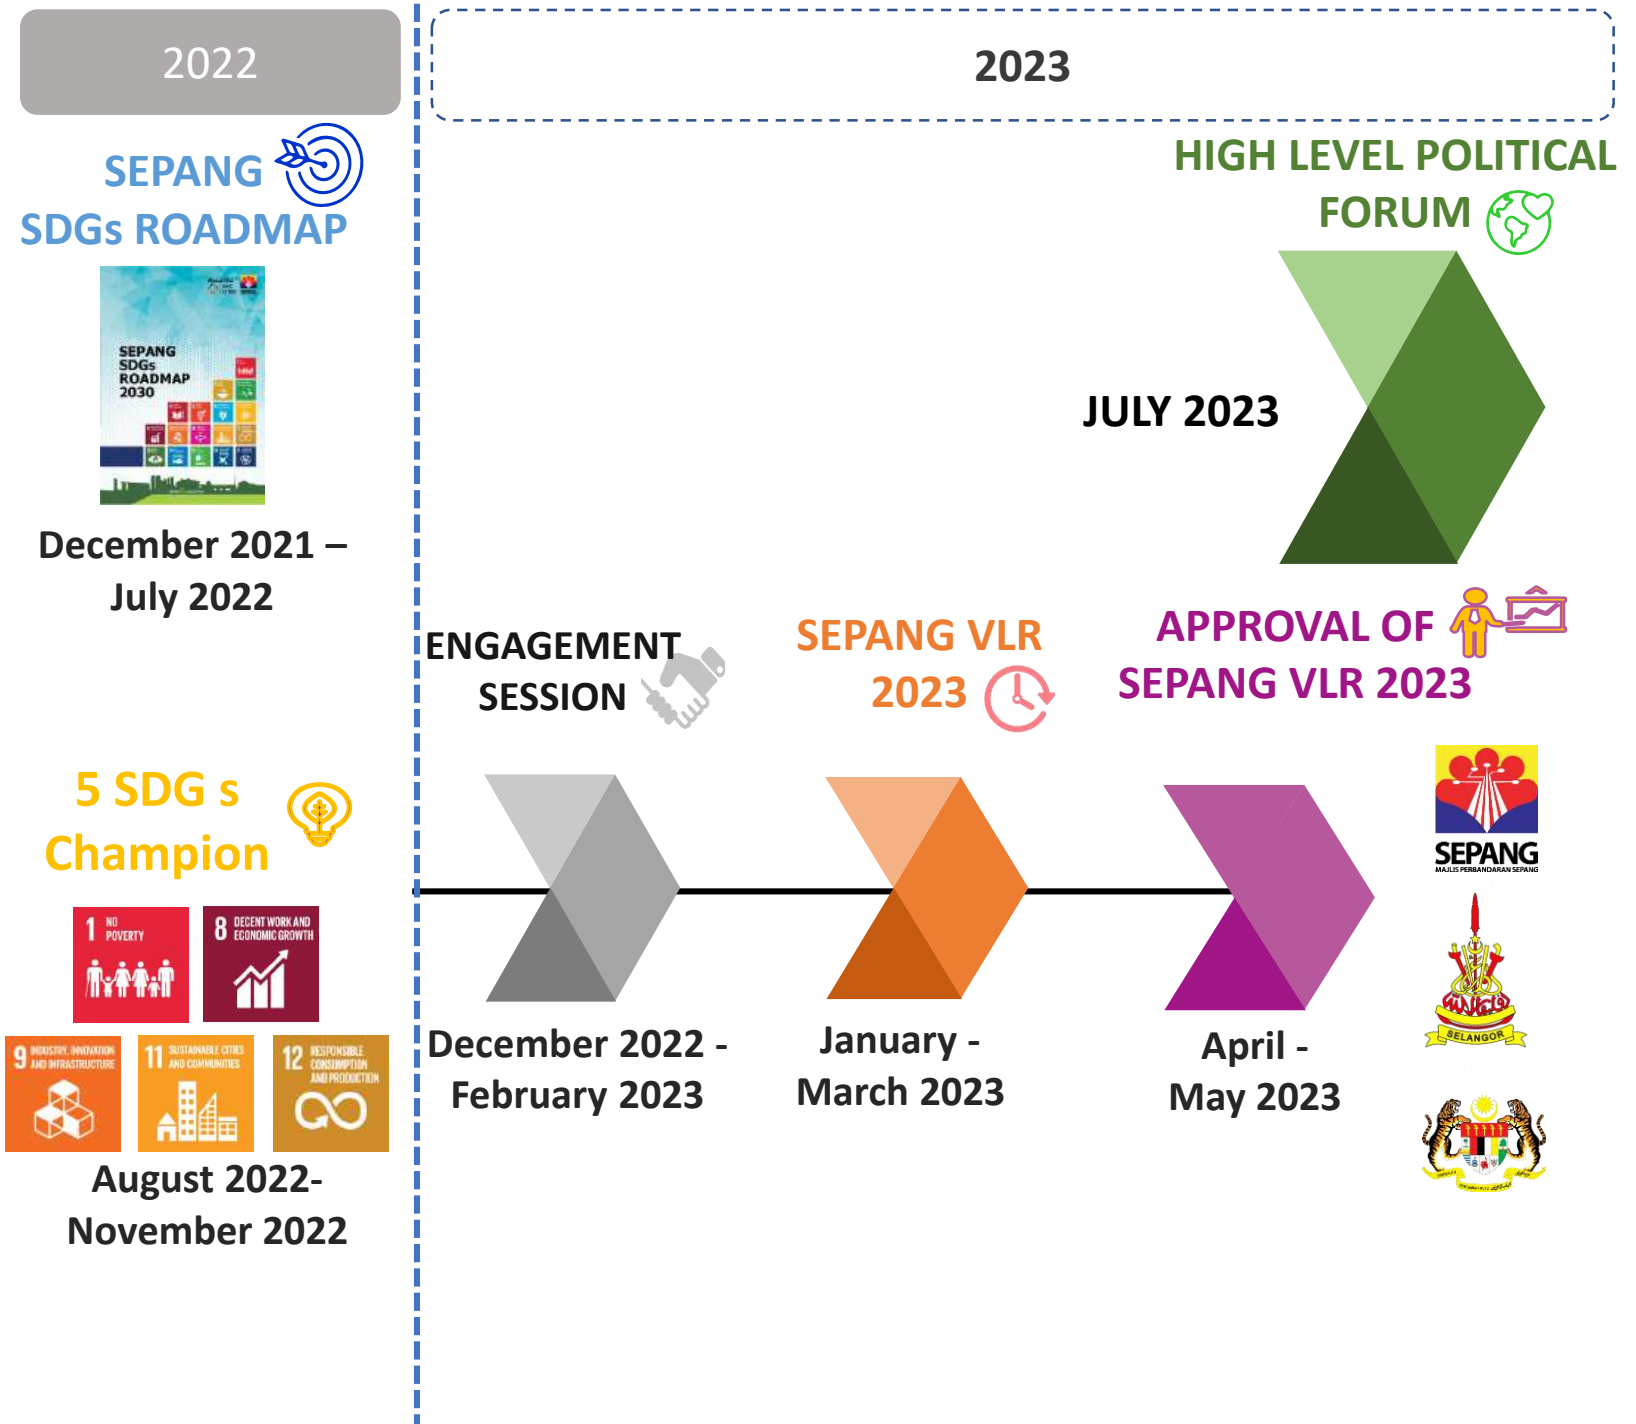 2022
2023
SEPANG
SDGs ROADMAP
SEPANG
SDGs
ROADMAP
2030
December 2021 –
July 2022
5 SDG s
Champion
1 NO
POVERTY
8 DECENT WORK AND
ECONOMIC GROWTH
9 INDUSTRY, INNOVATION
AND INFRASTRUCTURE
11 SUSTAINABLE CITIES
AND COMMUNITIES
12 RESPONSIBLE
CONSUMPTION
AND PRODUCTION
August 2022-
November 2022
HIGH LEVEL POLITICAL
FORUM
JULY 2023
ENGAGEMENT
SESSION
December 2022 -
February 2023
SEPANG VLR
2023
January -
March 2023
APPROVAL OF
SEPANG VLR 2023
April -
May 2023
SEPANG
MAJLIS PERBANDARAN SEPANG
SELANGOR